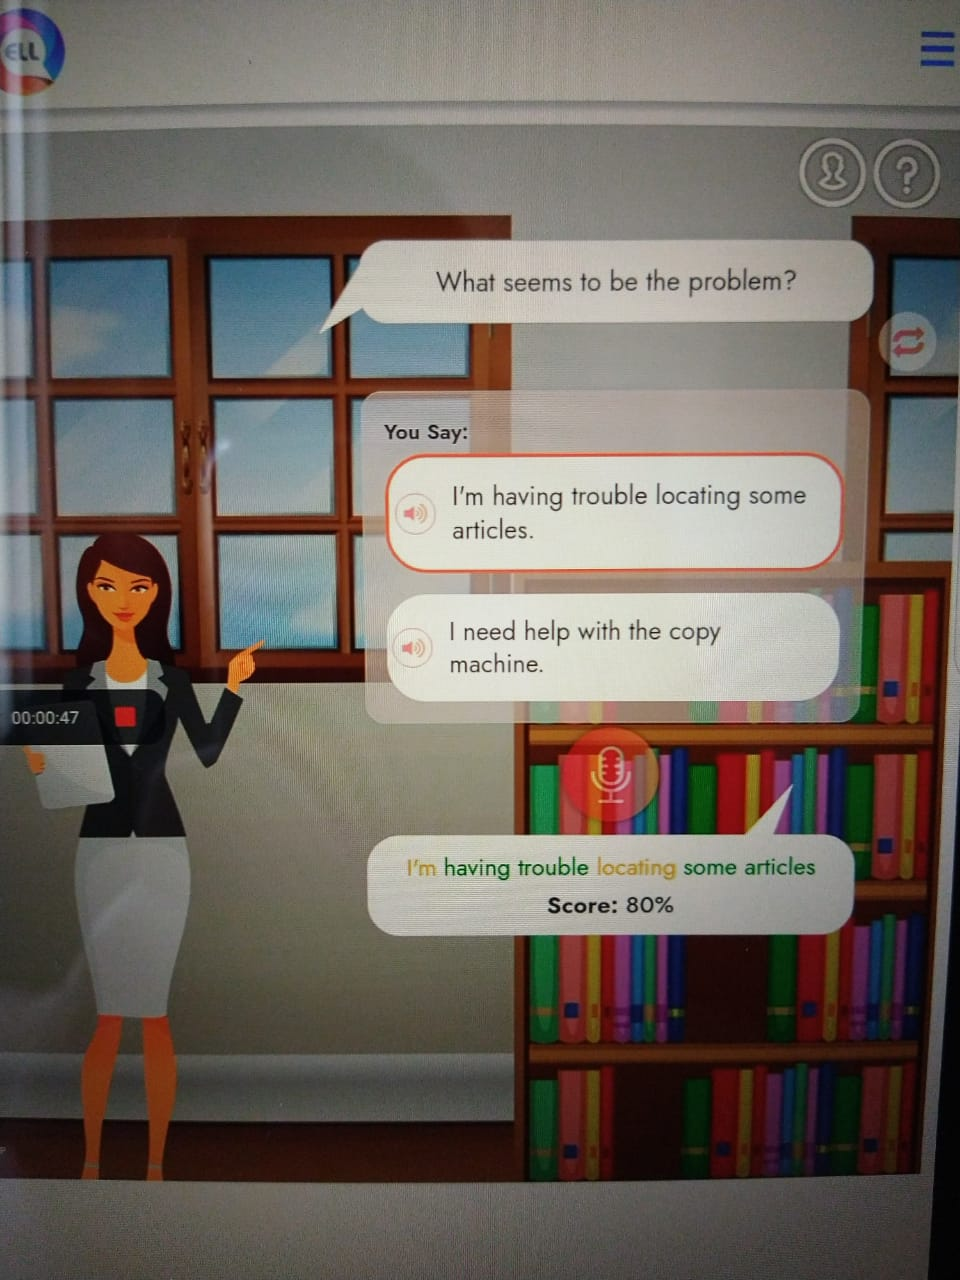 ELL
What seems to be the problem?
You Say:
I'm having trouble locating some
articles.
I need help with the copy
machine.
00:00:47
I'm having trouble locating some articles
Score: 80%